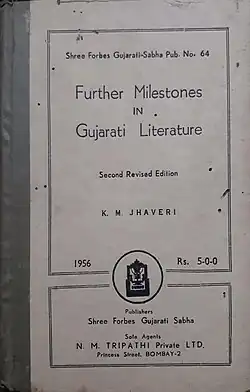 Shree Forbes Gujarati-Sabha Pub. No. 64
Further Milestones
IN
Gujarati Literature
Second Revised Edition
K. M. JHAVERI
1956 Rs. 5-0-0
Publishers
Shree Forbes Gujarati Sabha
Sole Agents
N. M. TRIPATHI Private LTD.
Princess Street, BOMBAY-2